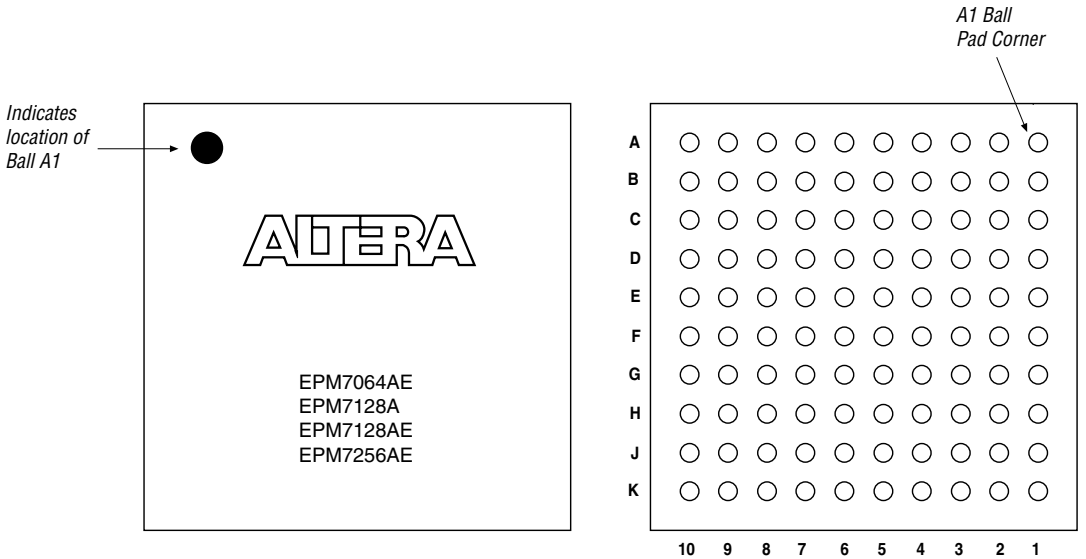 A1 Ball
Pad Corner
Indicates
location of
Ball A1
ALTERA
EPM7064AE
EPM7128A
EPM7128AE
EPM7256AE
A
B
C
D
E
F
G
H
J
K
10 9 8 7 6 5 4 3 2 1